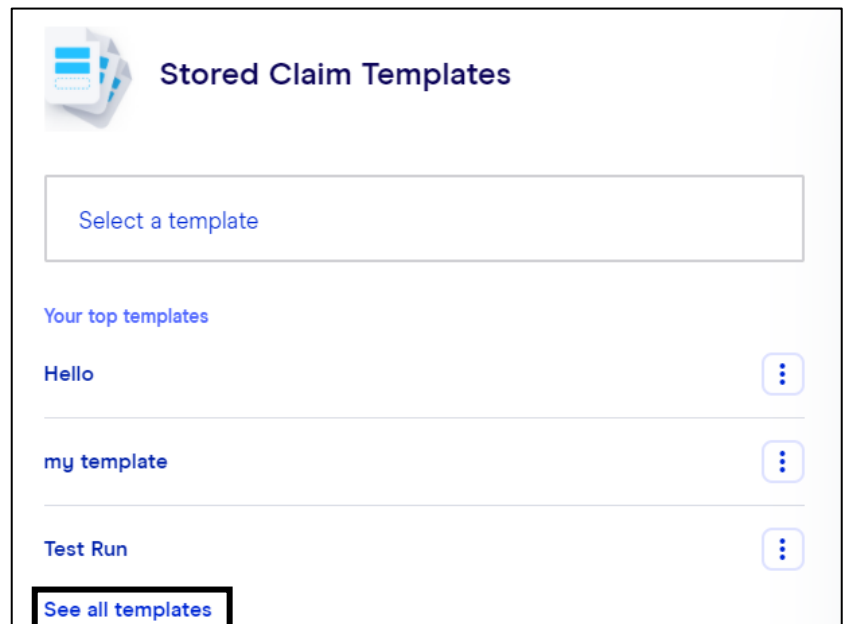 Stored Claim Templates
Select a template
Your top templates
Hello
my template
Test Run
See all templates